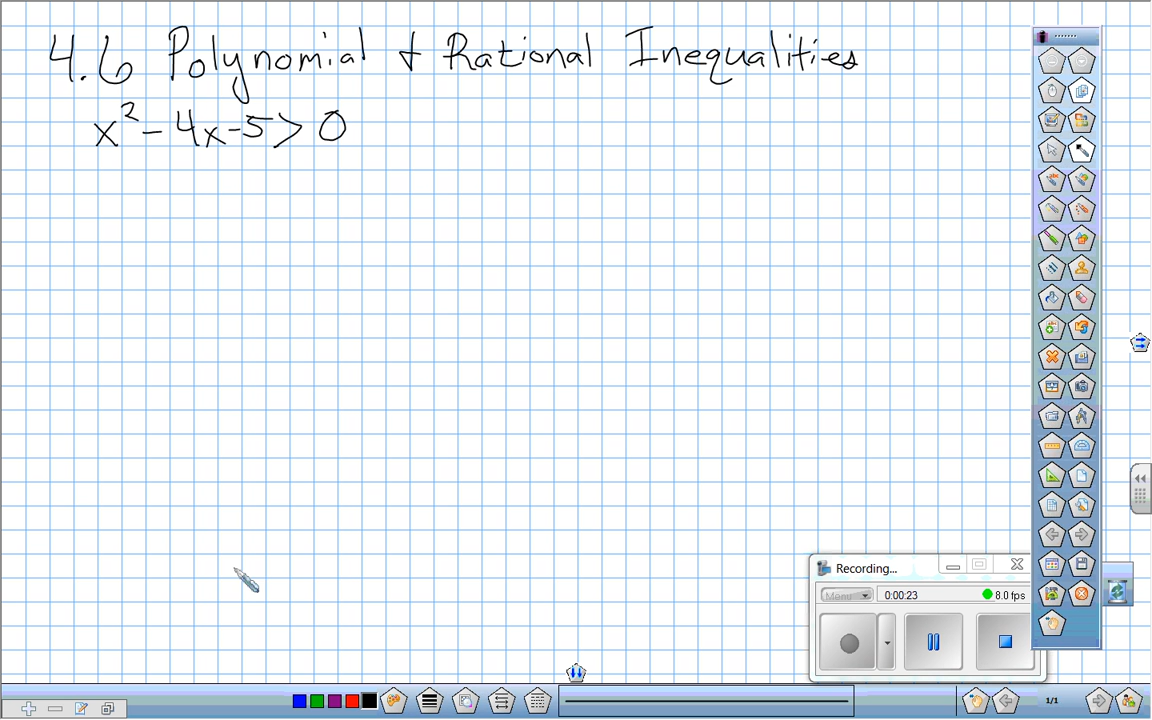 4.6 Polynomial & Rational Inequalities
x² - 4x - 5 > 0
Recording...
Menu
0:00:23
8.0 fps
1/1